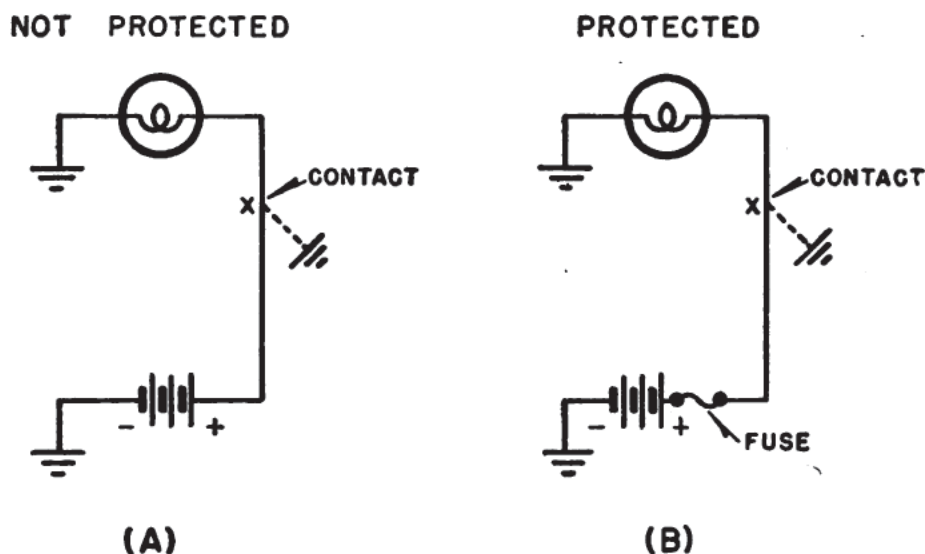 NOT PROTECTED
PROTECTED
CONTACT
X
CONTACT
X
- +
- +
FUSE
(A)
(B)